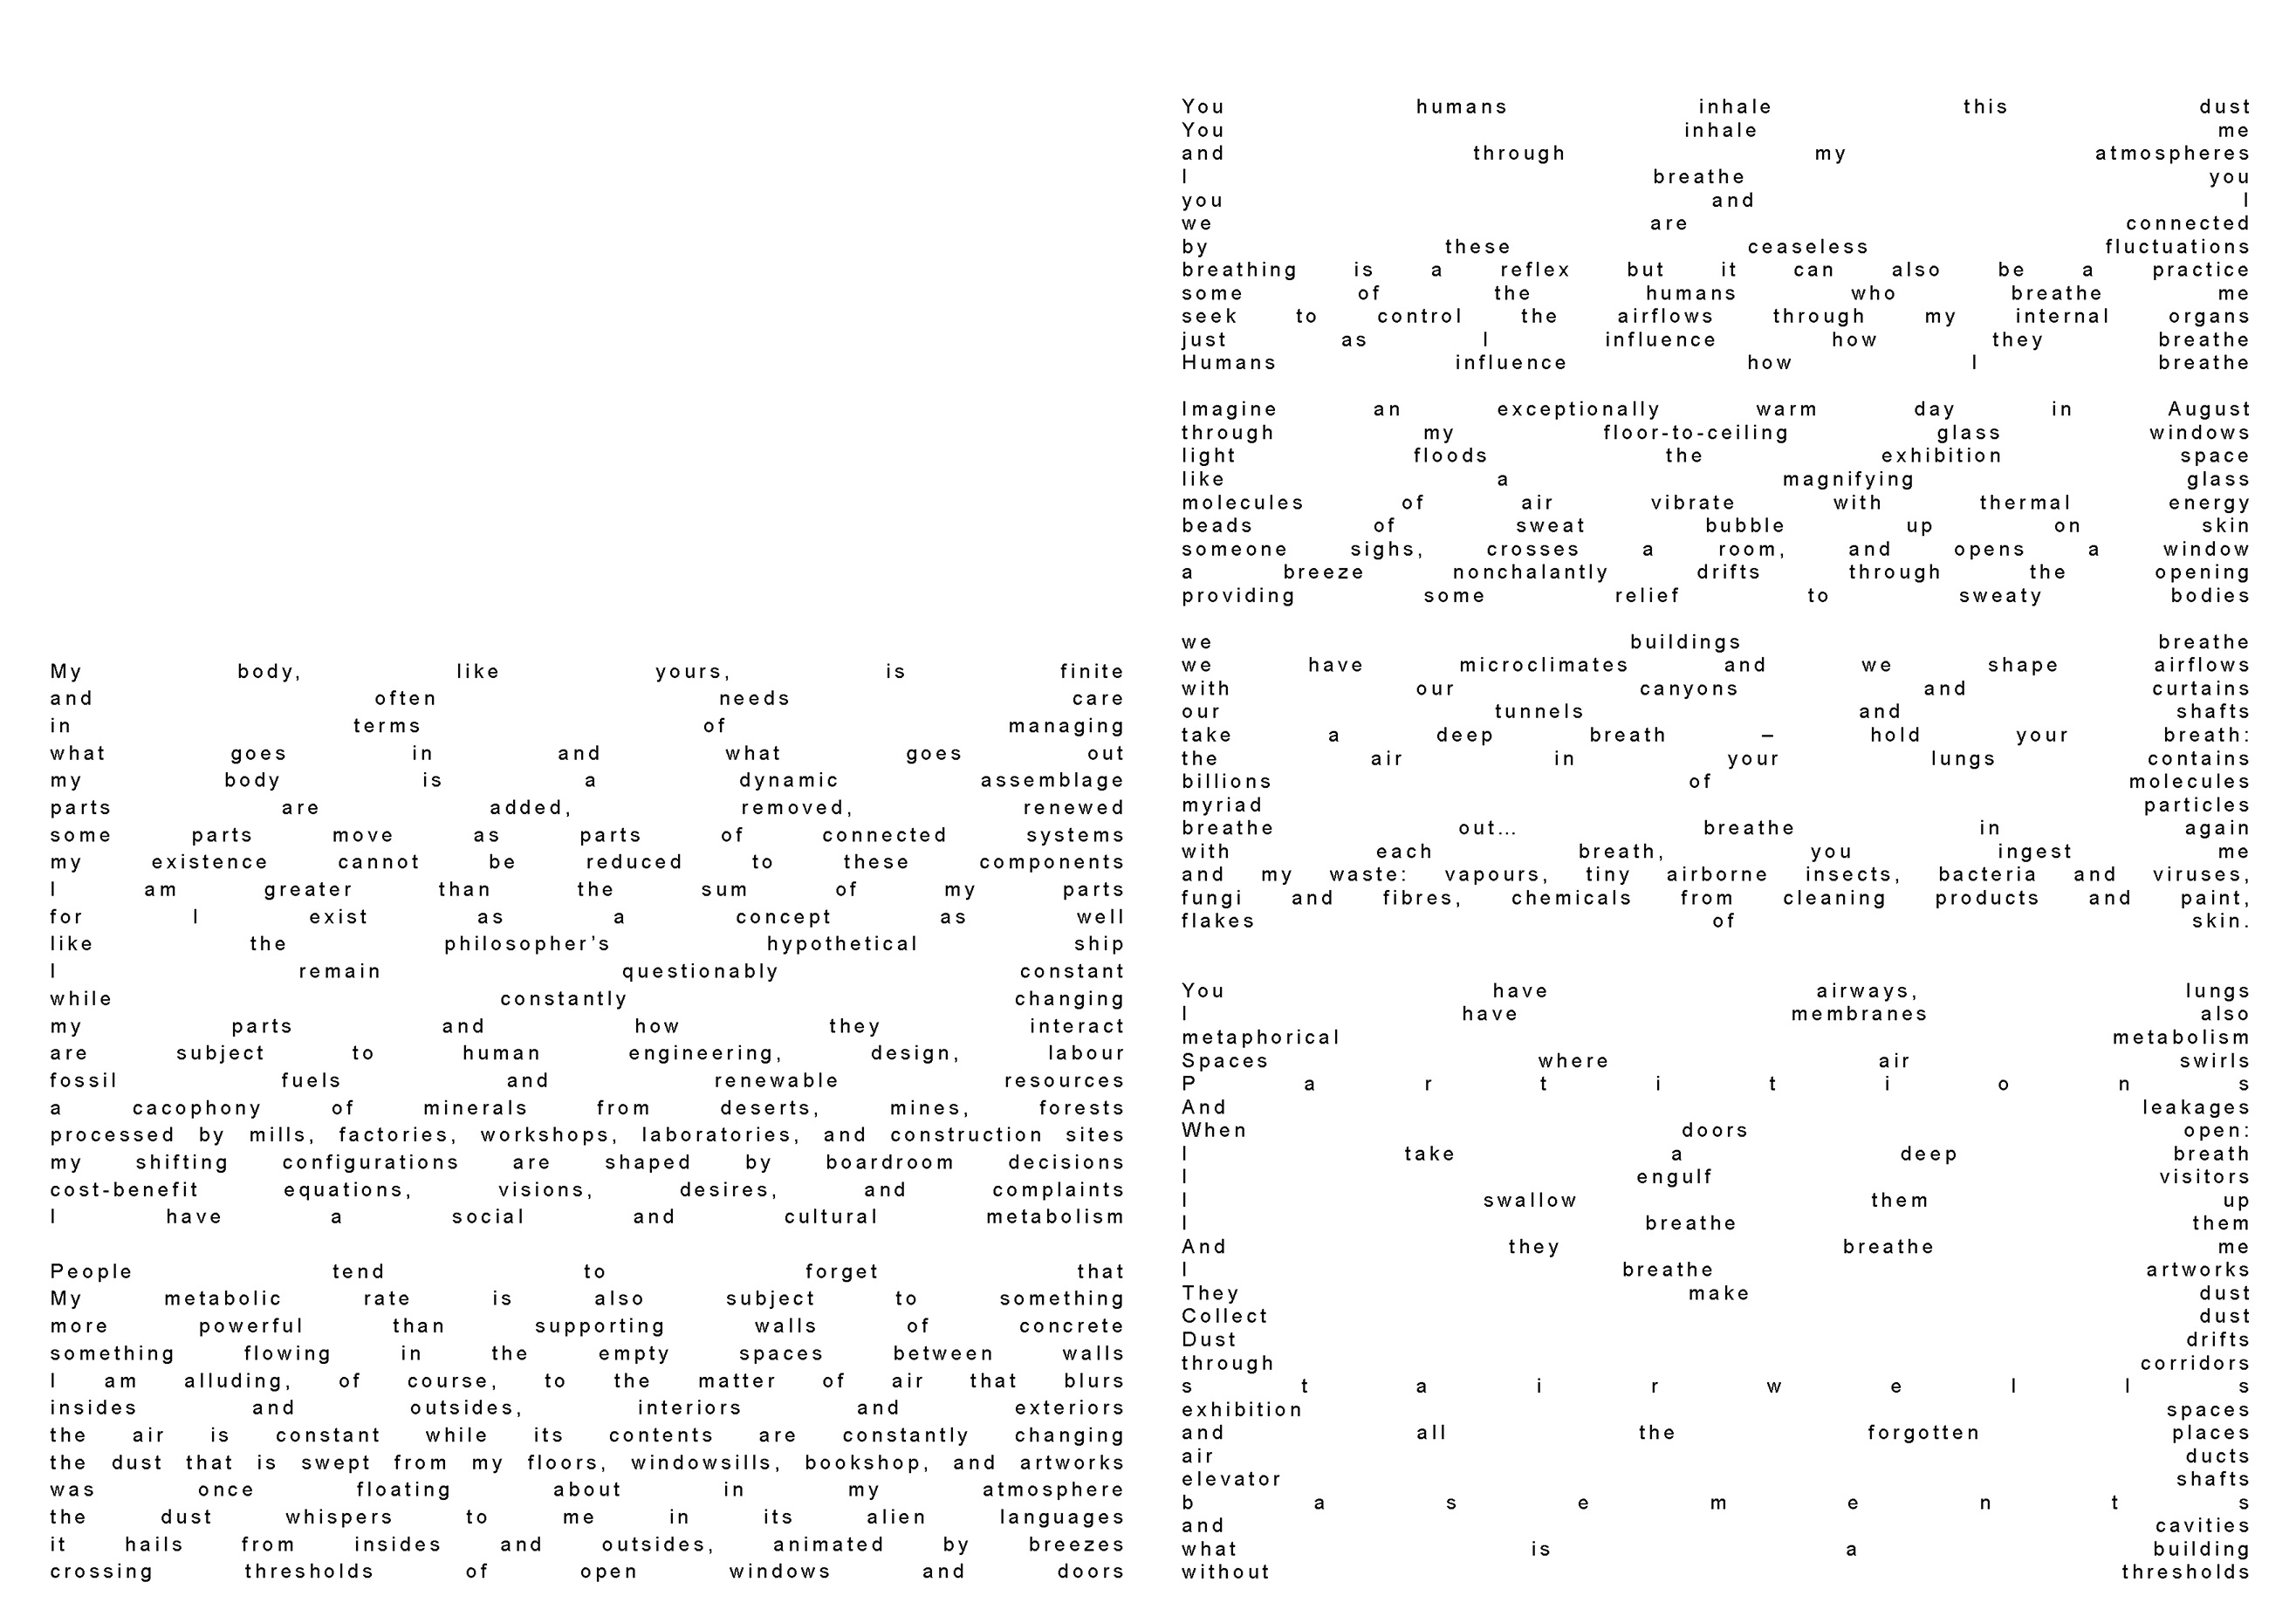 My body, like yours, is finite
and often needs care
in terms of managing
what goes in and what goes out
my body is a dynamic assemblage
parts are added, removed, renewed
some parts move as parts of connected systems
my existence cannot be reduced to these components
I am greater than the sum of my parts
for I exist as a concept as well
like the philosopher’s hypothetical ship
I remain questionably constant
while constantly changing
my parts and how they interact
are subject to human engineering, design, labour
fossil fuels and renewable resources
a cacophony of minerals from deserts, mines, forests
processed by mills, factories, workshops, laboratories, and construction sites
my shifting configurations are shaped by boardroom decisions
cost-benefit equations, visions, desires, and complaints
I have a social and cultural metabolism
People tend to forget that
My metabolic rate is also subject to something
more powerful than supporting walls of concrete
something flowing in the empty spaces between walls
I am alluding, of course, to the matter of air that blurs
insides and outsides, interiors and exteriors
the air is constant while its contents are constantly changing
the dust that is swept from my floors, windowsills, bookshop, and artworks
was once floating about in my atmosphere
the dust whispers to me in its alien languages
it hails from insides and outsides, animated by breezes
crossing thresholds of open windows and doors
You humans inhale this dust
You inhale me
and through my atmospheres
I breathe you
you and I
we are connected
by these ceaseless fluctuations
breathing is a reflex but it can also be a practice
some of the humans who breathe me
seek to control the airflows through my internal organs
just as I influence how they breathe
Humans influence how I breathe
Imagine an exceptionally warm day in August
through my floor-to-ceiling glass windows
light floods the exhibition space
like a magnifying glass
molecules of air vibrate with thermal energy
beads of sweat bubble up on skin
someone sighs, crosses a room, and opens a window
a breeze nonchalantly drifts through the opening
providing some relief to sweaty bodies
we buildings breathe
we have microclimates and we shape airflows
with our canyons and curtains
our tunnels and shafts
take a deep breath – hold your breath:
the air in your lungs contains
billions of molecules
myriad particles
breathe out... breathe in again
with each breath, you ingest me
and my waste: vapours, tiny airborne insects, bacteria and viruses,
fungi and fibres, chemicals from cleaning products and paint,
flakes of skin.
You have airways, lungs
I have membranes also
metaphorical metabolism
Spaces where air swirls
P a r t i t i o n s
And leakages
When doors open:
I take a deep breath
I engulf visitors
I swallow them up
I breathe them
And they breathe me
I breathe artworks
They make dust
Collect dust
Dust drifts
through corridors
s t a i r w e l l s
exhibition spaces
and all the forgotten places
air ducts
elevator shafts
b a s e m e n t s
and cavities
what is a building
without thresholds